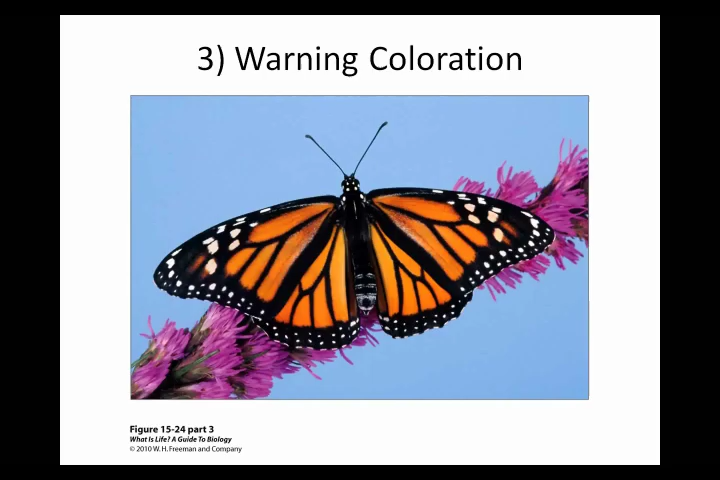 3) Warning Coloration
Figure 15-24 part 3
What Is Life? A Guide To Biology
© 2010 W. H. Freeman and Company